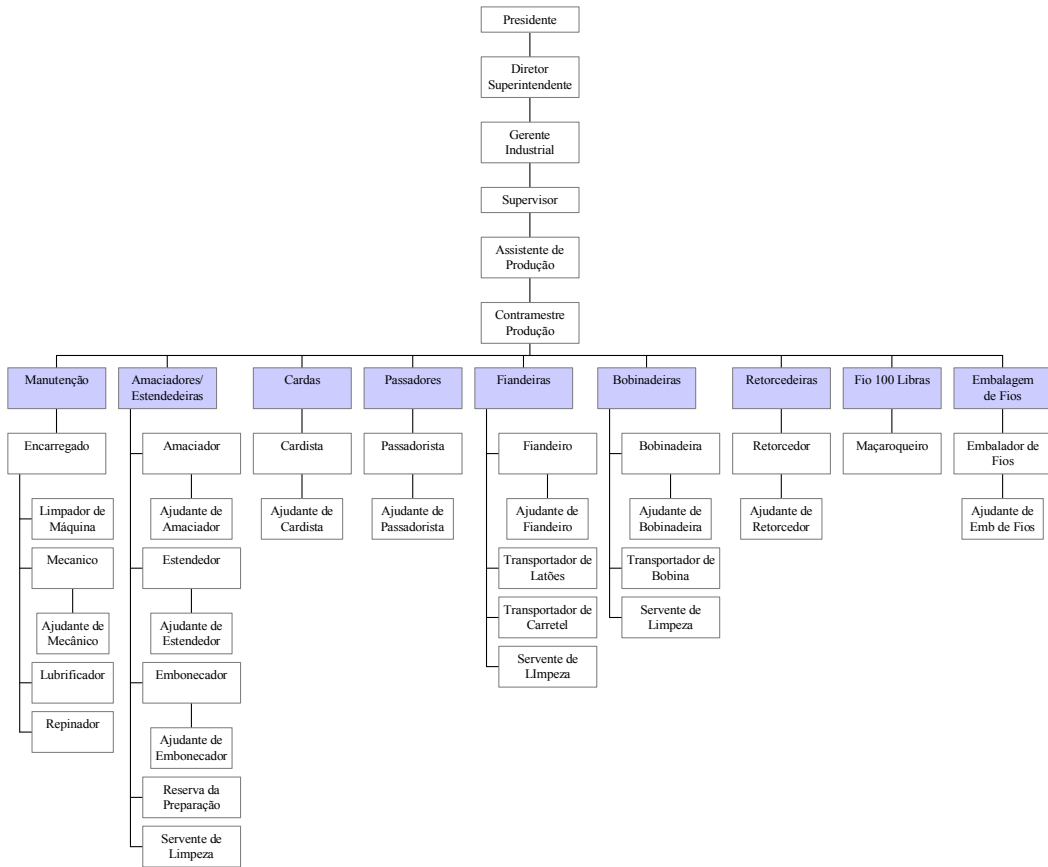 Presidente
Diretor
Superintendente
Gerente
Industrial
Supervisor
Assistente de
Produção
Contramestre
Produção
Manutenção
Amaciadores/
Estendedeiras
Cardas
Passadores
Fiandeiras
Bobinadeiras
Retorcedeiras
Fio 100 Libras
Embalagem
de Fios
Encarregado
Amaciador
Cardista
Passadorista
Fiandeiro
Bobinadeira
Retorcedor
Maçaroqueiro
Embalador de
Fios
Limpador de
Máquina
Ajudante de
Amaciador
Ajudante de
Cardista
Ajudante de
Passadorista
Ajudante de
Fiandeiro
Ajudante de
Bobinadeira
Ajudante de
Retorcedor
Ajudante de
Emb de Fios
Mecanico
Estendedor
Transportador de
Latões
Transportador de
Bobina
Ajudante de
Mecânico
Ajudante de
Estendedor
Transportador de
Carretel
Servente de
Limpeza
Lubrificador
Embonecador
Servente de
LImpeza
Repinador
Ajudante de
Embonecador
Reserva da
Preparação
Servente de
Limpeza